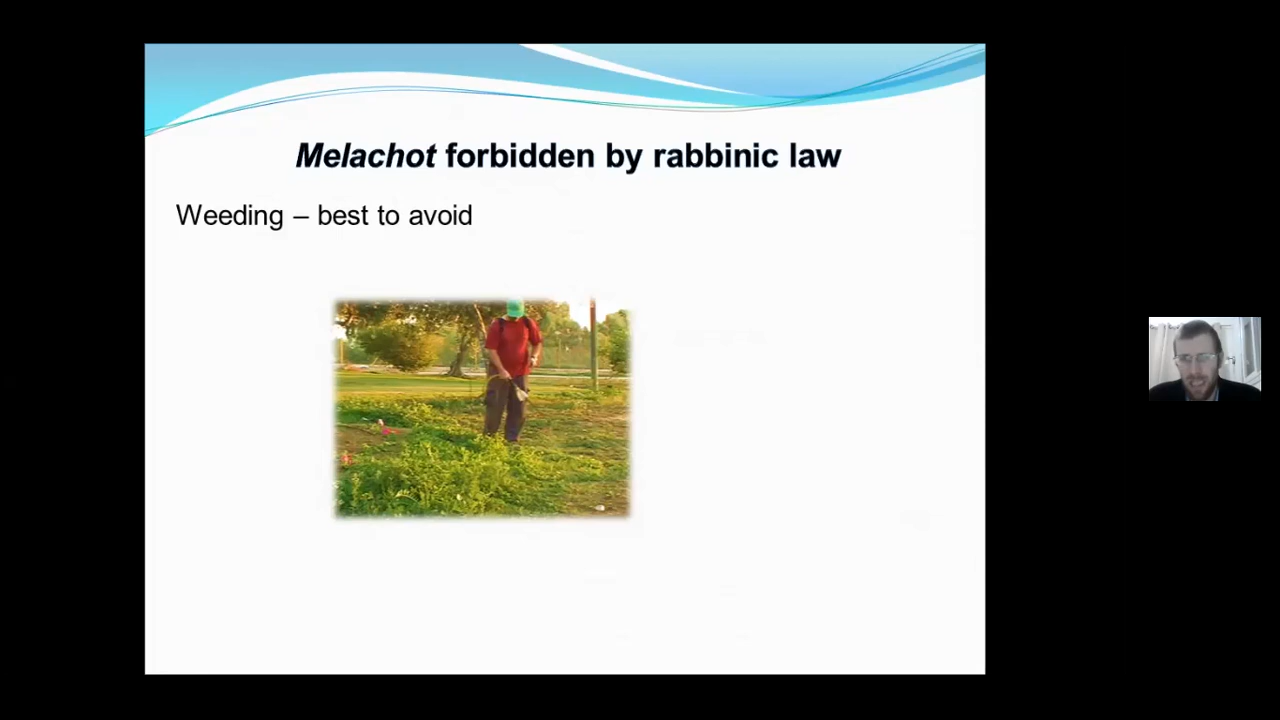 Melachot forbidden by rabbinic law
Weeding – best to avoid